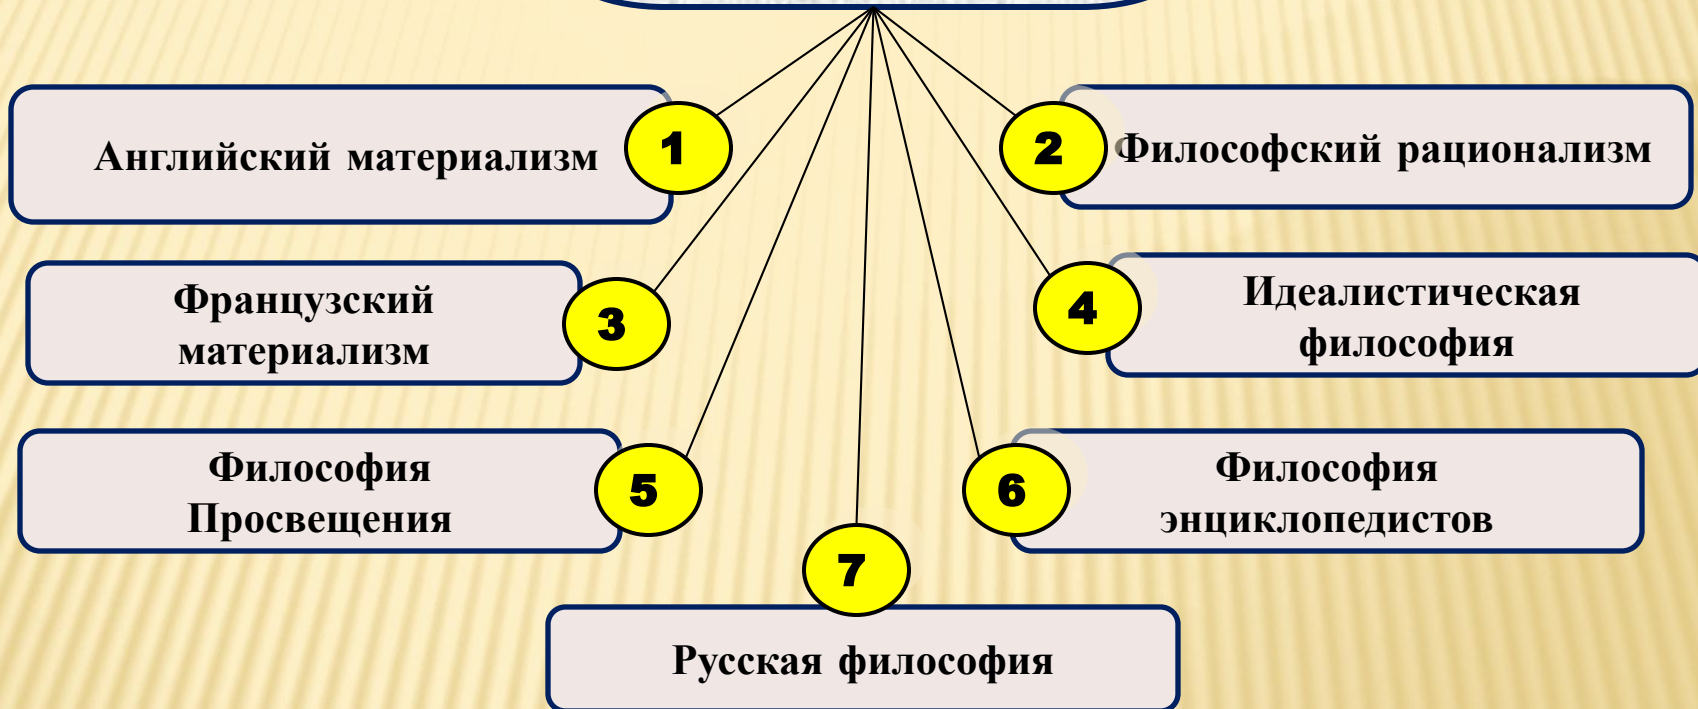 1
Английский материализм
2
Философский рационализм
3
Французский
материализм
4
Идеалистическая
философия
5
Философия
Просвещения
6
Философия
энциклопедистов
7
Русская философия